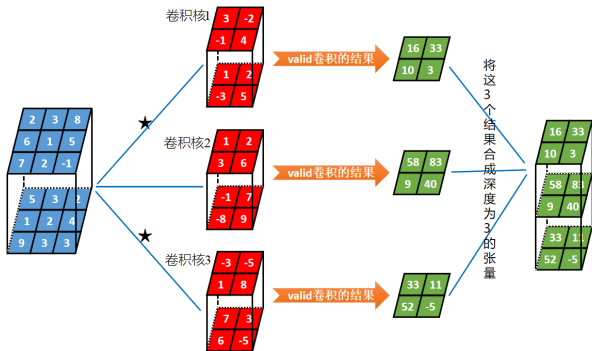 卷积核1
3 -2
-1 4
1 2
-3 5
valid卷积的结果
16 33
10 3
2 3 8
6 1 5
7 2 -1
5 3 2
1 2 4
9 3 3
★
卷积核2
1 2
3 6
-1 7
-8 9
valid卷积的结果
58 83
9 40
★
卷积核3
-3 -5
1 8
7 3
6 -5
valid卷积的结果
33 11
52 -5
将这3个结果合成深度为3的张量
16 33
10 3
58 83
9 40
33 11
52 -5